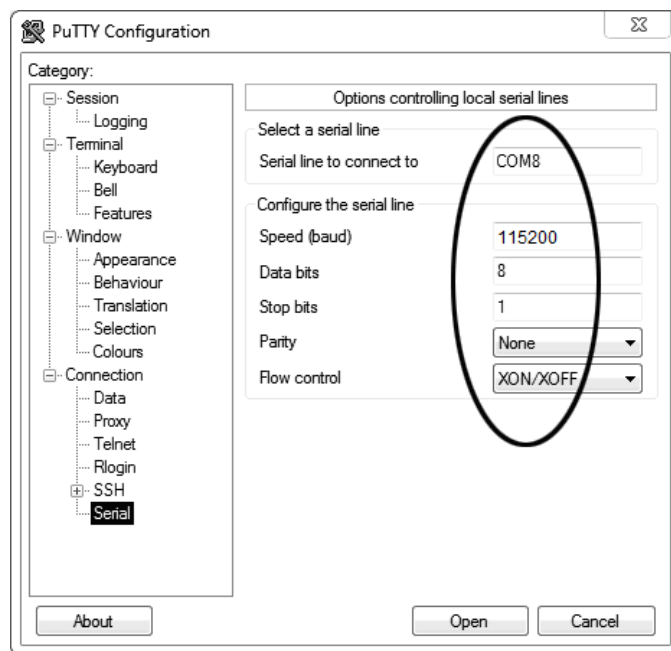 PuTTY Configuration
Category:
Session
Logging
Terminal
Keyboard
Bell
Features
Window
Appearance
Behaviour
Translation
Selection
Colours
Connection
Data
Proxy
Telnet
Rlogin
SSH
Serial
Options controlling local serial lines
Select a serial line
Serial line to connect to COM8
Configure the serial line
Speed (baud) 115200
Data bits 8
Stop bits 1
Parity None
Flow control XON/XOFF
About Open Cancel